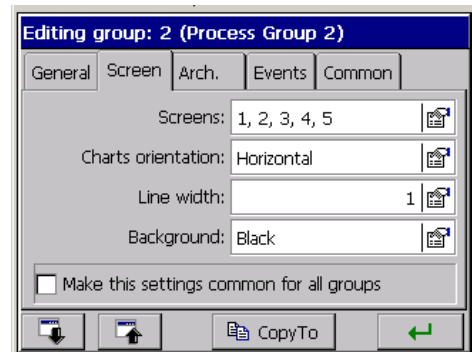 Editing group: 2 (Process Group 2)
General Screen Arch. Events Common
Screens: 1, 2, 3, 4, 5
Charts orientation: Horizontal
Line width: 1
Background: Black
Make this settings common for all groups
CopyTo